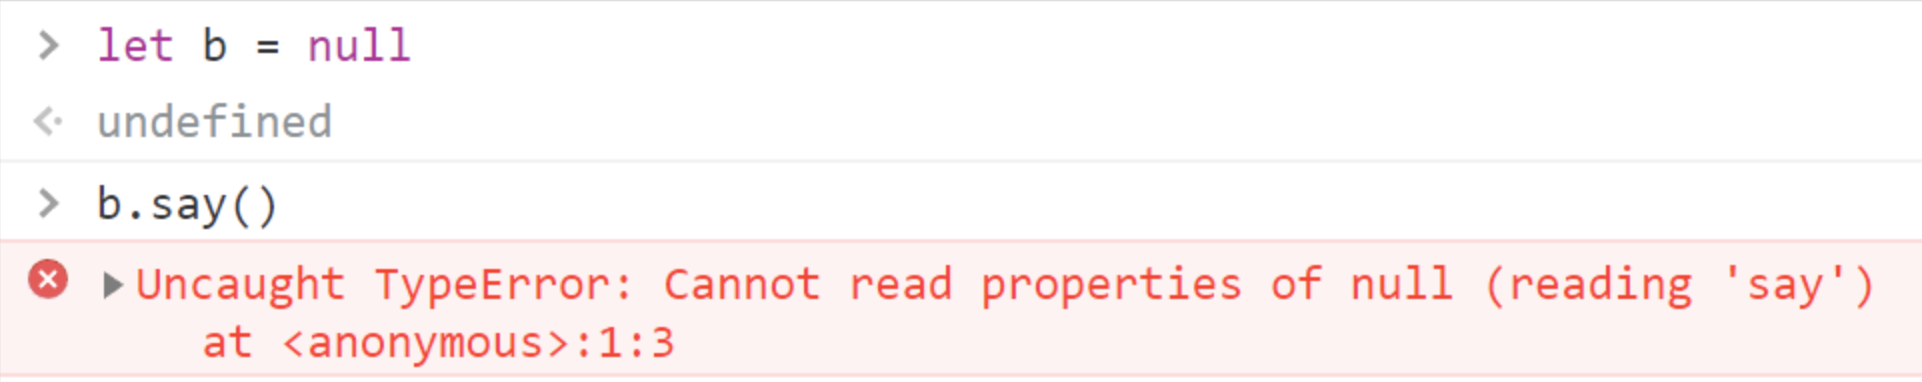 let b = null
undefined
b.say()
Uncaught TypeError: Cannot read properties of null (reading 'say')
at <anonymous>:1:3